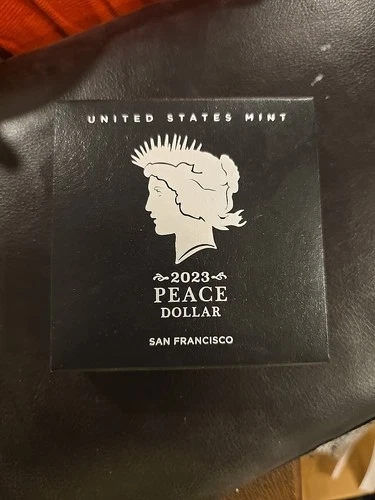 UNITED STATES MINT
2023
PEACE
DOLLAR
SAN FRANCISCO